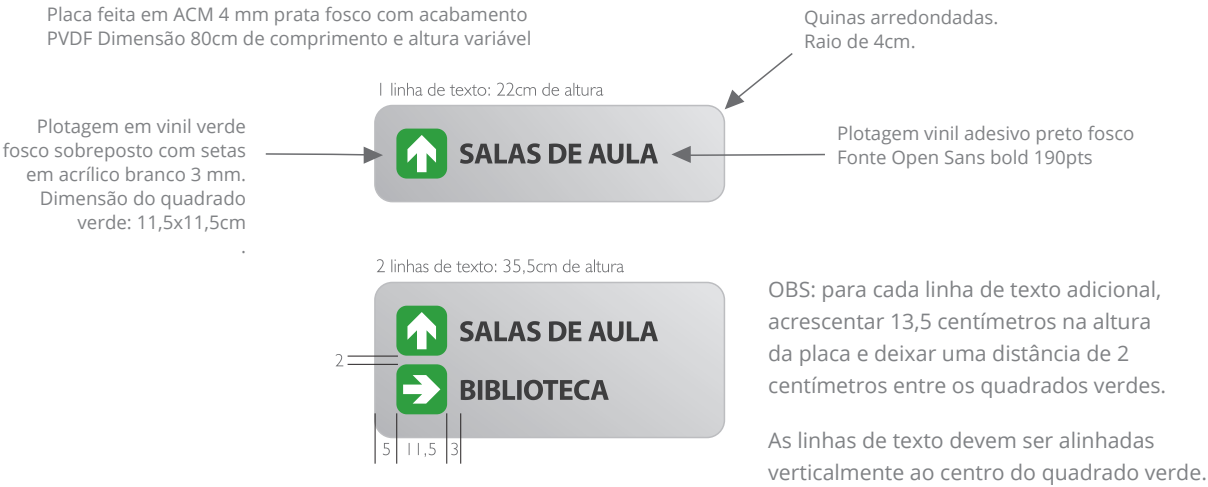 Placa feita em ACM 4 mm prata fosco com acabamento
PVDF Dimensão 80cm de comprimento e altura variável
Quinas arredondadas.
Raio de 4cm.
1 linha de texto: 22cm de altura
Plotagem em vinil verde
fosco sobreposto com setas
em acrílico branco 3 mm.
Dimensão do quadrado
verde: 11,5x11,5cm
.
SALAS DE AULA
Plotagem vinil adesivo preto fosco
Fonte Open Sans bold 190pts
2 linhas de texto: 35,5cm de altura
SALAS DE AULA
2
BIBLIOTECA
5 11,5 3
OBS: para cada linha de texto adicional,
acrescentar 13,5 centímetros na altura
da placa e deixar uma distância de 2
centímetros entre os quadrados verdes.
As linhas de texto devem ser alinhadas
verticalmente ao centro do quadrado verde.